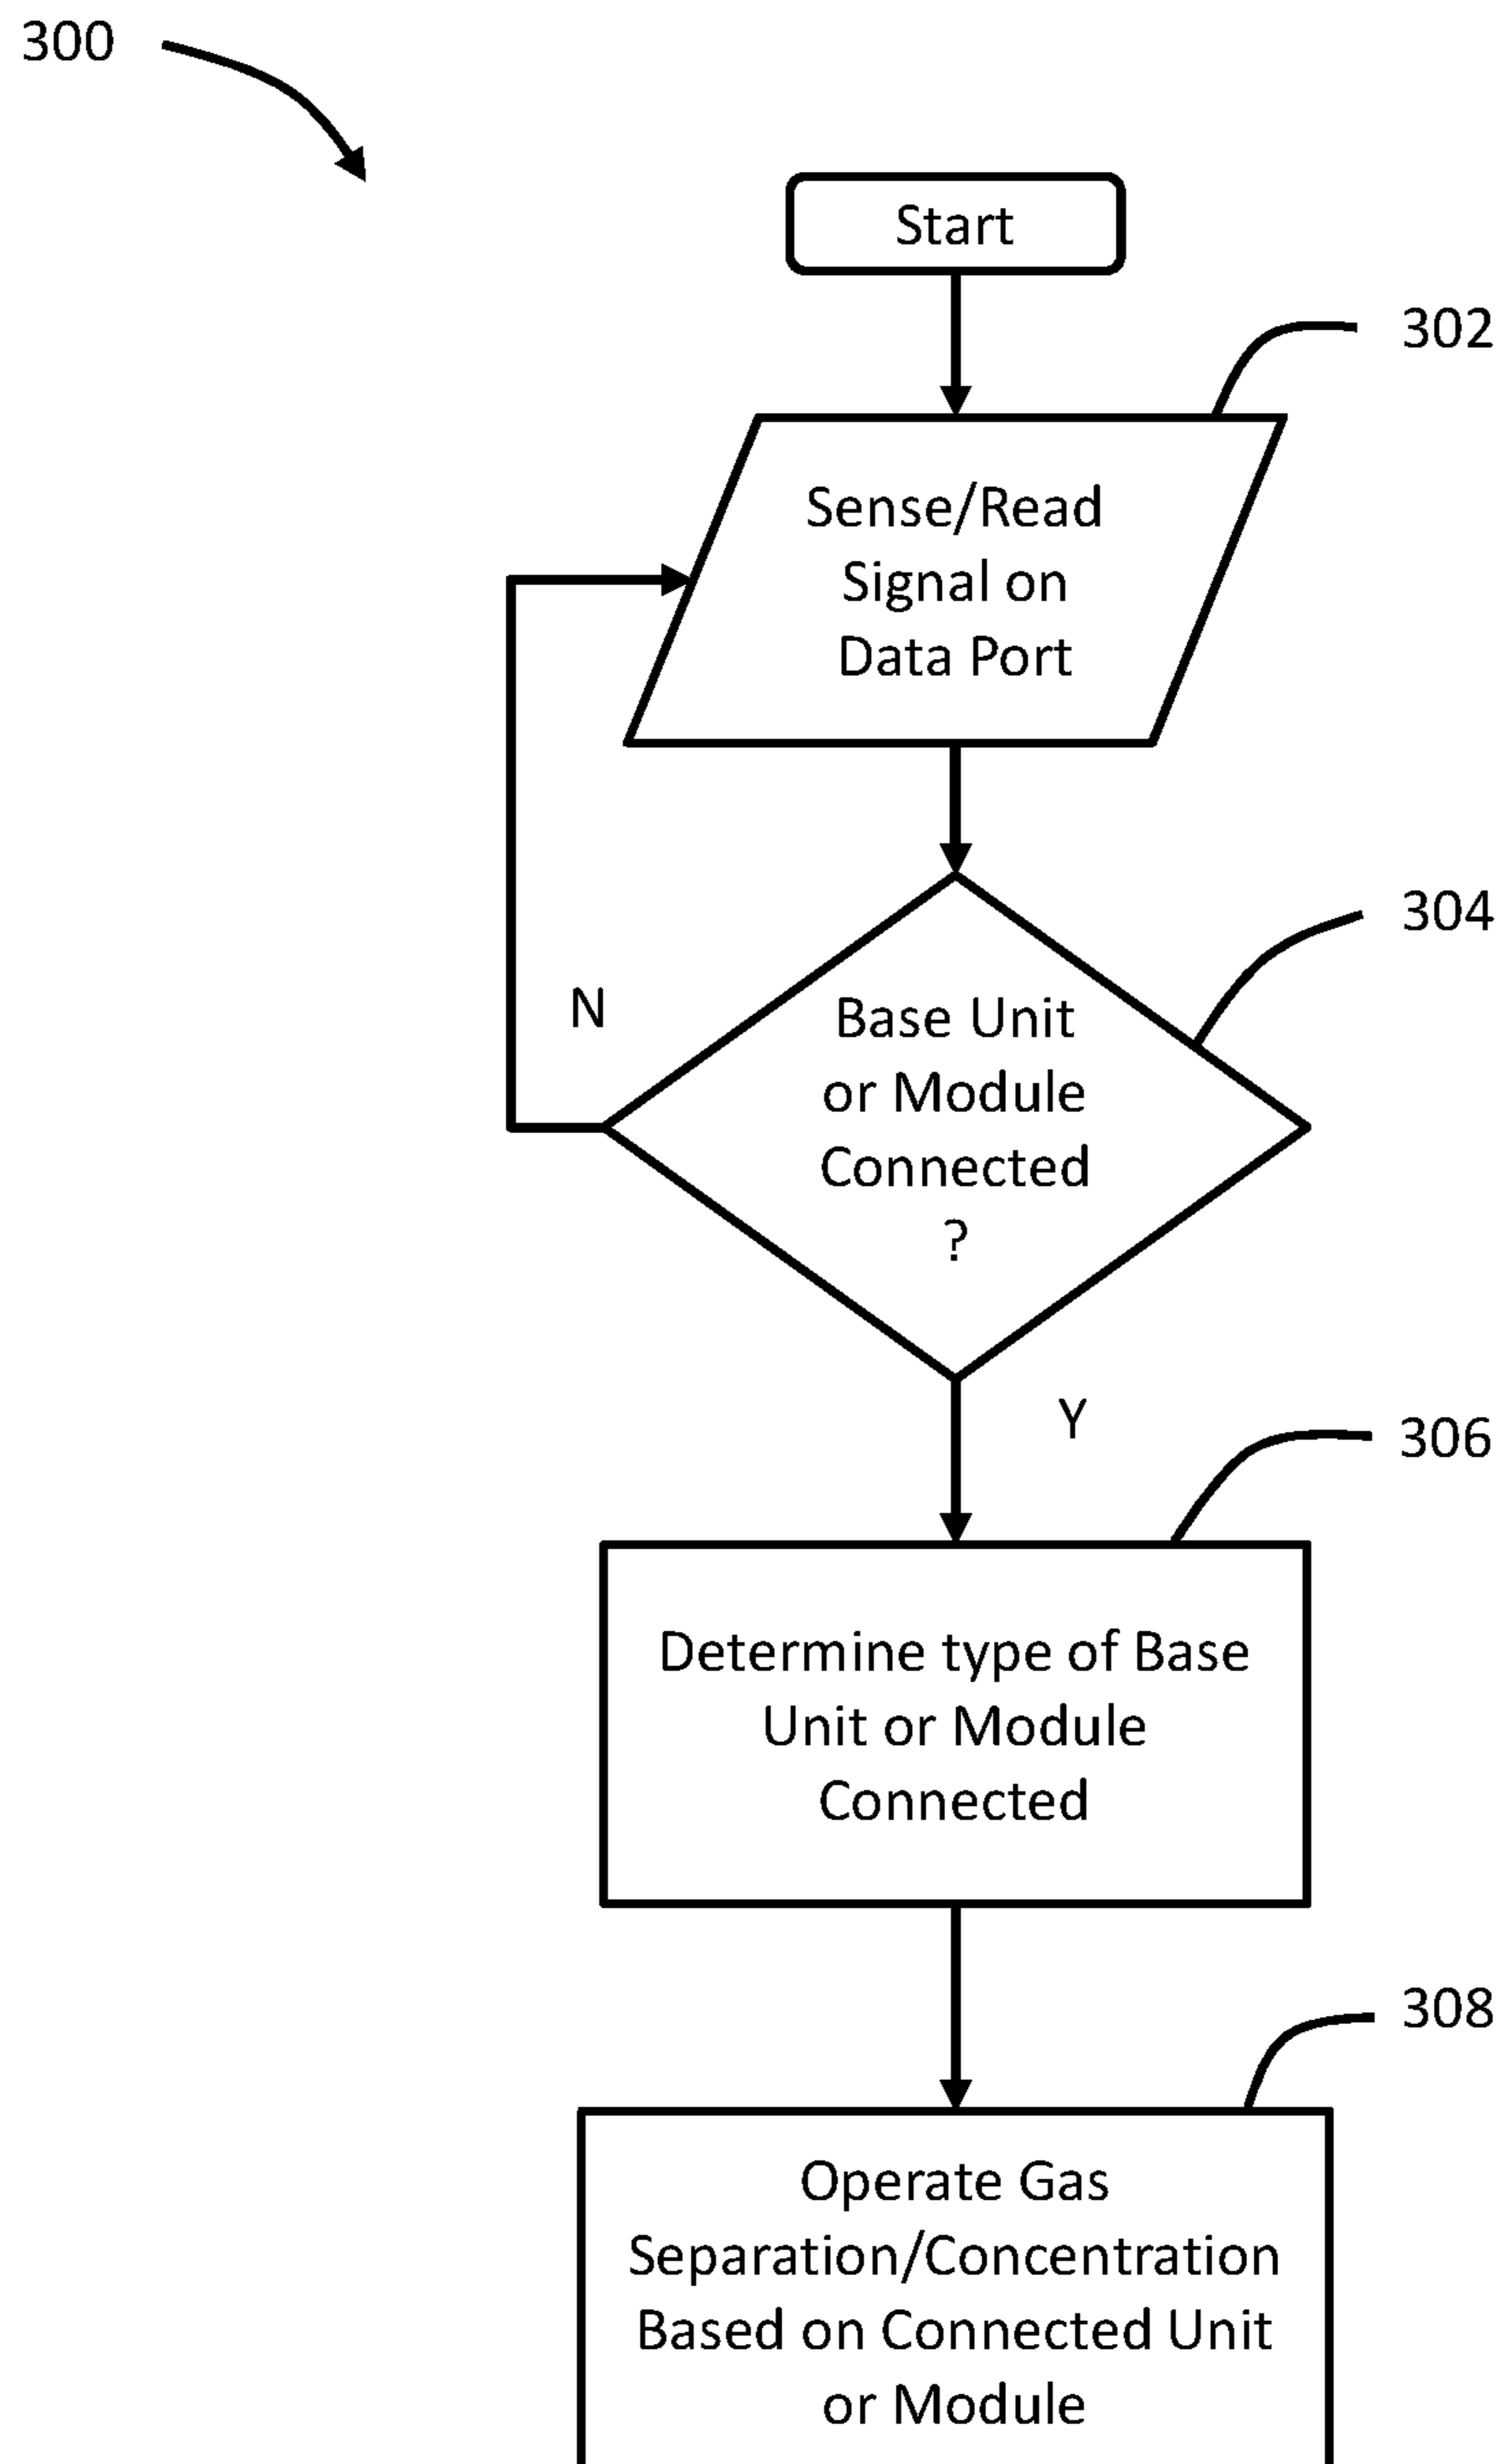 300
Start
302
Sense/Read
Signal on
Data Port
304
N
Base Unit
or Module
Connected
?
Y
306
Determine type of Base
Unit or Module
Connected
308
Operate Gas
Separation/Concentration
Based on Connected Unit
or Module